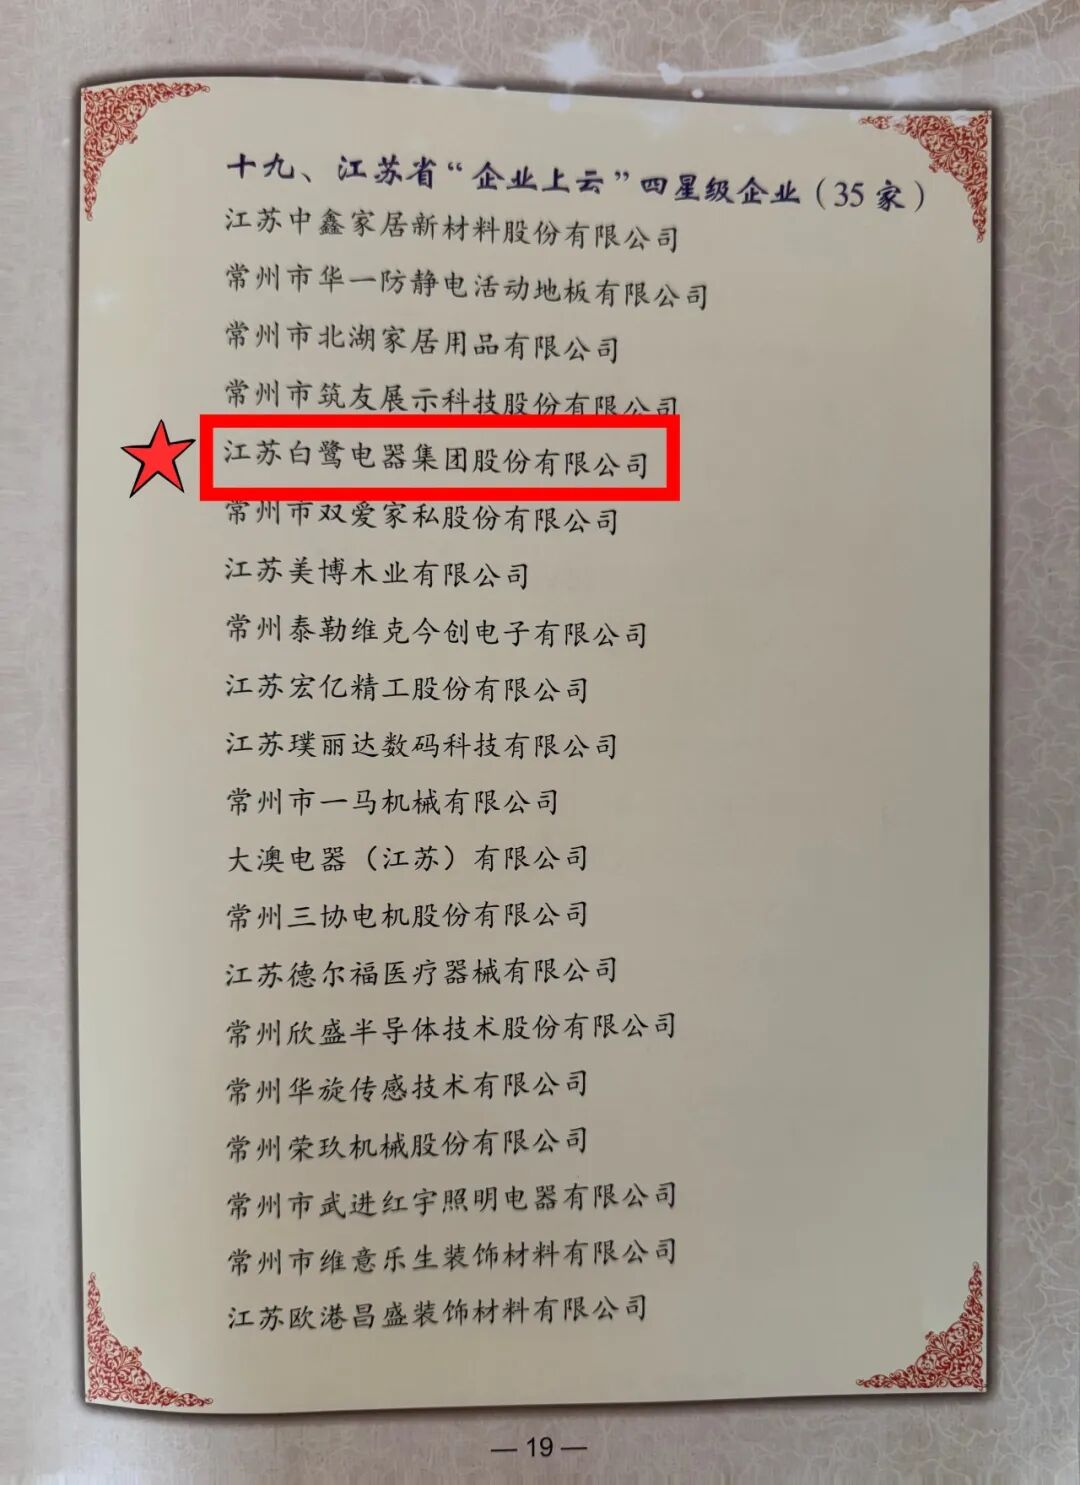 十九、江苏省“企业上云”四星级企业（35家）
江苏中鑫家居新材料股份有限公司
常州市华一防静电活动地板有限公司
常州市北湖家居用品有限公司
常州市筑友展示科技股份有限公司
江苏白鹭电器集团股份有限公司
常州市双爱家私股份有限公司
江苏美博木业有限公司
常州泰勒维克今创电子有限公司
江苏宏亿精工股份有限公司
江苏璞丽达数码科技有限公司
常州市一马机械有限公司
大澳电器（江苏）有限公司
常州三协电机股份有限公司
江苏德尔福医疗器械有限公司
常州欣盛半导体技术股份有限公司
常州华旋传感技术有限公司
常州荣玖机械股份有限公司
常州市武进红宇照明电器有限公司
常州市维意乐生装饰材料有限公司
江苏欧港昌盛装饰材料有限公司
— 19 —